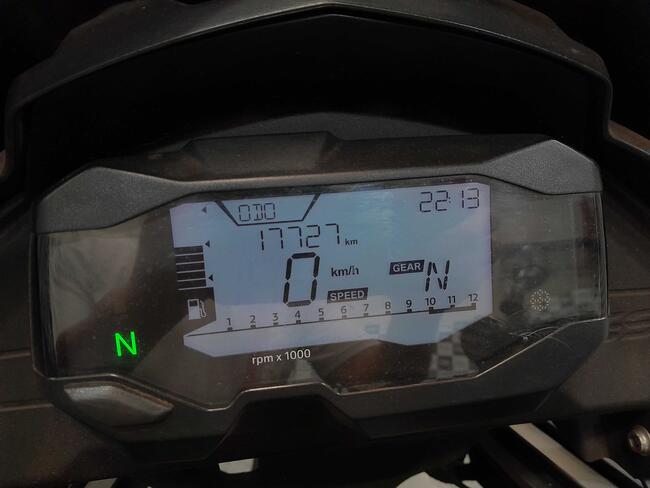 ODO 22:13
17727 km
0 km/h GEAR N
SPEED
1 2 3 4 5 6 7 8 9 10 11 12
N
rpm x 1000